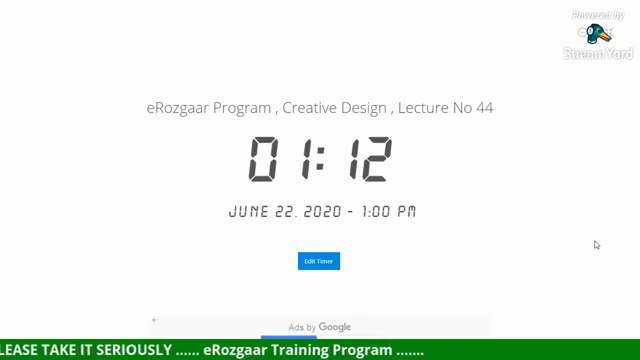 Powered by
StreamYard
eRozgaar Program , Creative Design , Lecture No 44
01:12
JUNE 22, 2020 - 1:00 PM
Edit Timer
Ads by Google
LEASE TAKE IT SERIOUSLY ...... eRozgaar Training Program .......